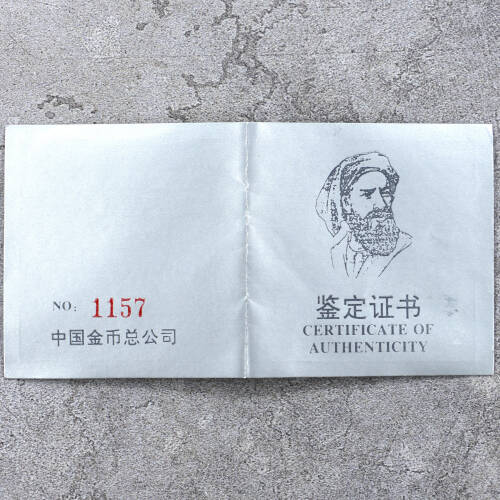 NO: 1157
中国金币总公司
鉴定证书
CERTIFICATE OF
AUTHENTICITY